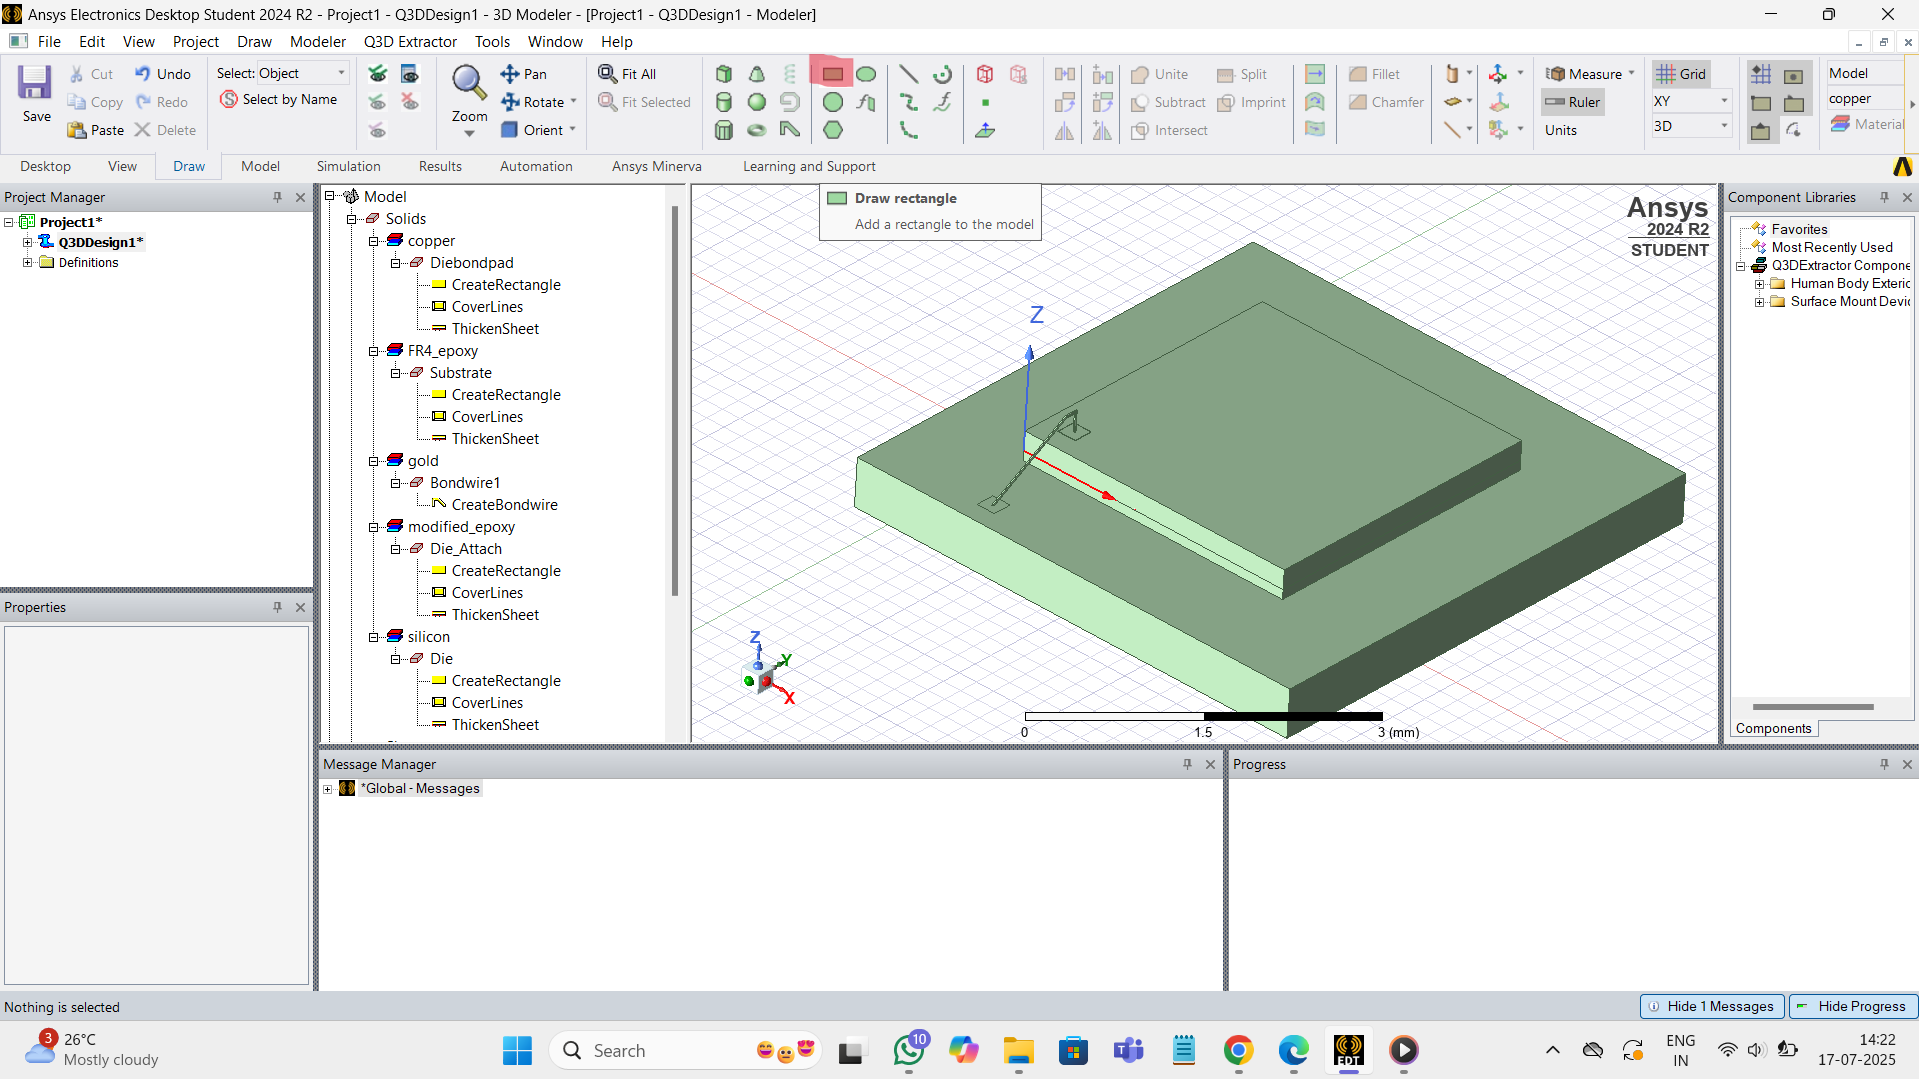 Ansys Electronics Desktop Student 2024 R2 - Project1 - Q3DDesign1 - 3D Modeler - [Project1 - Q3DDesign1 - Modeler]
File Edit View Project Draw Modeler Q3D Extractor Tools Window Help
Save
Cut
Copy
Paste
Undo
Redo
Delete
Select: Object
Select by Name
Zoom
Pan
Rotate
Orient
Fit All
Fit Selected
Unite
Subtract
Intersect
Split
Imprint
Fillet
Chamfer
Measure
Ruler
Units
Grid
XY
3D
Model
copper
Material
Desktop View Draw Model Simulation Results Automation Ansys Minerva Learning and Support
Project Manager
Project1*
Q3DDesign1*
Definitions
Properties
Model
Solids
copper
Diebondpad
CreateRectangle
CoverLines
ThickenSheet
FR4_epoxy
Substrate
CreateRectangle
CoverLines
ThickenSheet
gold
Bondwire1
CreateBondwire
modified_epoxy
Die_Attach
CreateRectangle
CoverLines
ThickenSheet
silicon
Die
CreateRectangle
CoverLines
ThickenSheet
Draw rectangle
Add a rectangle to the model
Ansys
2024 R2
STUDENT
Z
Z
Y
X
0 1.5 3 (mm)
Component Libraries
Favorites
Most Recently Used
Q3DExtractor Compone
Human Body Exteric
Surface Mount Devic
Components
Message Manager
*Global - Messages
Progress
Nothing is selected
Hide 1 Messages
Hide Progress
3
26°C
Mostly cloudy
Search
10
EDT
ENG
IN
14:22
17-07-2025